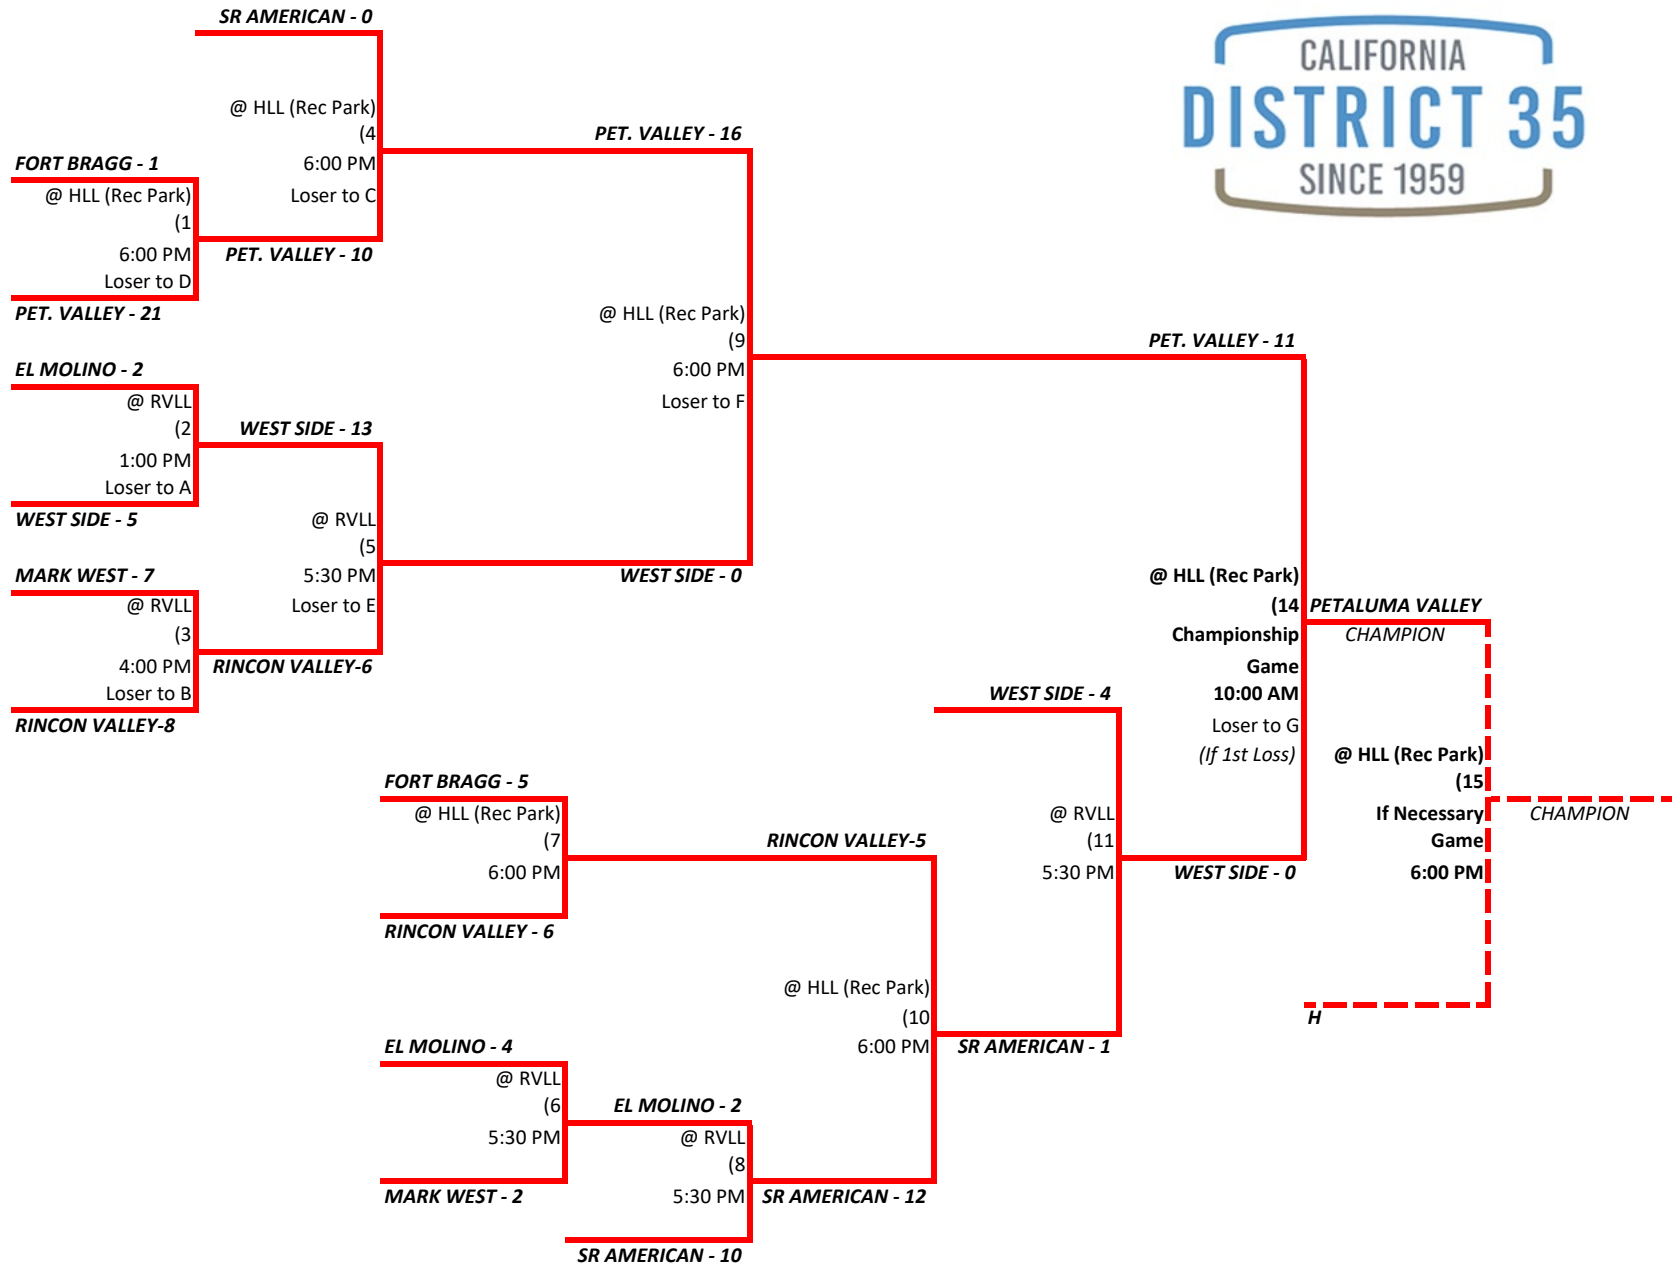 SR AMERICAN - 0
CALIFORNIA
DISTRICT 35
SINCE 1959
@ HLL (Rec Park)
(4
6:00 PM
Loser to C
PET. VALLEY - 16
FORT BRAGG - 1
@ HLL (Rec Park)
(1
6:00 PM
Loser to D
PET. VALLEY - 10
PET. VALLEY - 21
@ HLL (Rec Park)
(9
6:00 PM
Loser to F
PET. VALLEY - 11
EL MOLINO - 2
@ RVLL
(2
1:00 PM
Loser to A
WEST SIDE - 13
WEST SIDE - 5
@ RVLL
(5
5:30 PM
Loser to E
WEST SIDE - 0
MARK WEST - 7
@ RVLL
(3
4:00 PM
Loser to B
RINCON VALLEY-6
RINCON VALLEY-8
@ HLL (Rec Park)
(14
Championship
Game
10:00 AM
Loser to G
(If 1st Loss)
PETALUMA VALLEY
CHAMPION
WEST SIDE - 4
@ HLL (Rec Park)
(15
If Necessary
Game
6:00 PM
CHAMPION
FORT BRAGG - 5
@ HLL (Rec Park)
(7
6:00 PM
RINCON VALLEY-5
@ RVLL
(11
5:30 PM
WEST SIDE - 0
RINCON VALLEY - 6
@ HLL (Rec Park)
(10
6:00 PM
SR AMERICAN - 1
H
EL MOLINO - 4
@ RVLL
(6
5:30 PM
EL MOLINO - 2
@ RVLL
(8
5:30 PM
MARK WEST - 2
SR AMERICAN - 12
SR AMERICAN - 10